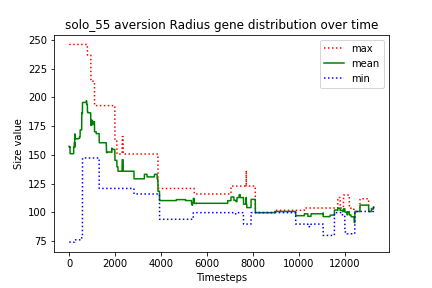 solo_55 aversion Radius gene distribution over time
250
225
200
175
150
125
100
75
Size value
max
mean
min
0
2000
4000
6000
8000
10000
12000
Timesteps